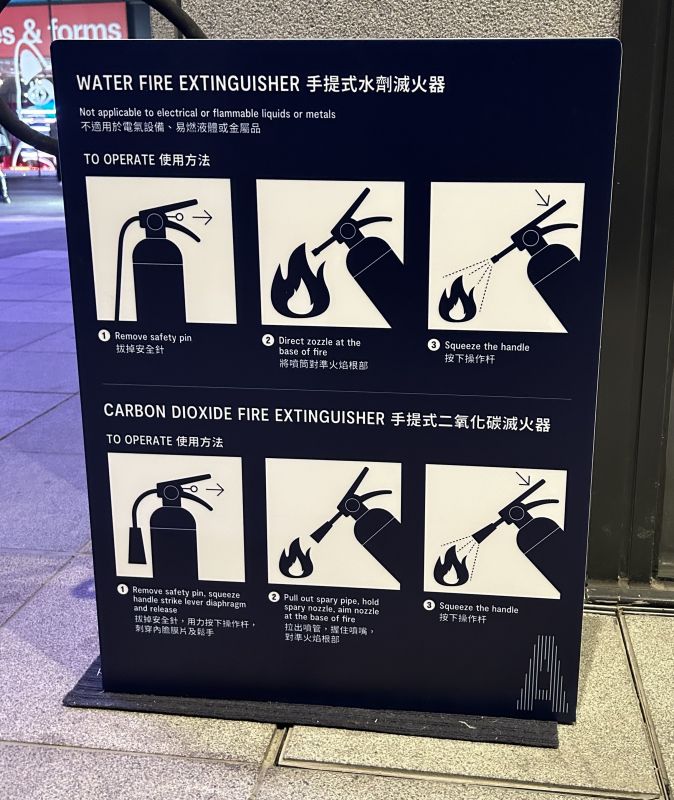 s & forms
WATER FIRE EXTINGUISHER 手提式水劑滅火器
Not applicable to electrical or flammable liquids or metals
不適用於電氣設備、易燃液體或金屬品
TO OPERATE 使用方法
1 Remove safety pin
拔掉安全針
2 Direct zozzle at the
base of fire
將噴筒對準火焰根部
3 Squeeze the handle
按下操作杆
CARBON DIOXIDE FIRE EXTINGUISHER 手提式二氧化碳滅火器
TO OPERATE 使用方法
1 Remove safety pin, squeeze
handle strike lever diaphragm
and release
拔掉安全針，用力按下操作杆，
刺穿內膽膜片及鬆手
2 Pull out spary pipe, hold
spary nozzle, aim nozzle
at the base of fire
拉出噴管，握住噴嘴，
對準火焰根部
3 Squeeze the handle
按下操作杆
A